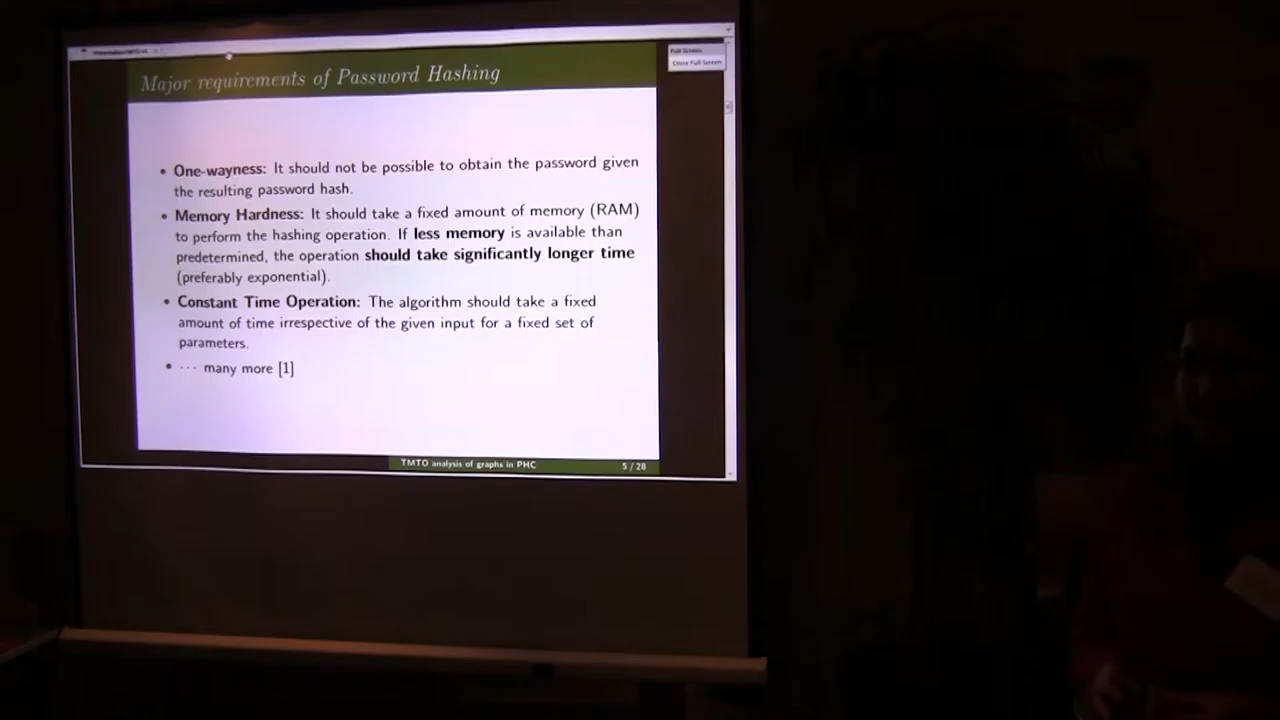 Full Screen
Close Full Screen
Major requirements of Password Hashing
• One-wayness: It should not be possible to obtain the password given
the resulting password hash.
• Memory Hardness: It should take a fixed amount of memory (RAM)
to perform the hashing operation. If less memory is available than
predetermined, the operation should take significantly longer time
(preferably exponential).
• Constant Time Operation: The algorithm should take a fixed
amount of time irrespective of the given input for a fixed set of
parameters.
• ··· many more [1]
TMTO analysis of graphs in PHC
5 / 28